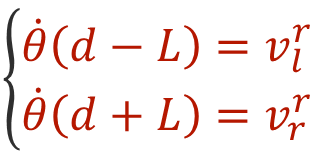 θ̇(d − L) = v_l^r
θ̇(d + L) = v_r^r